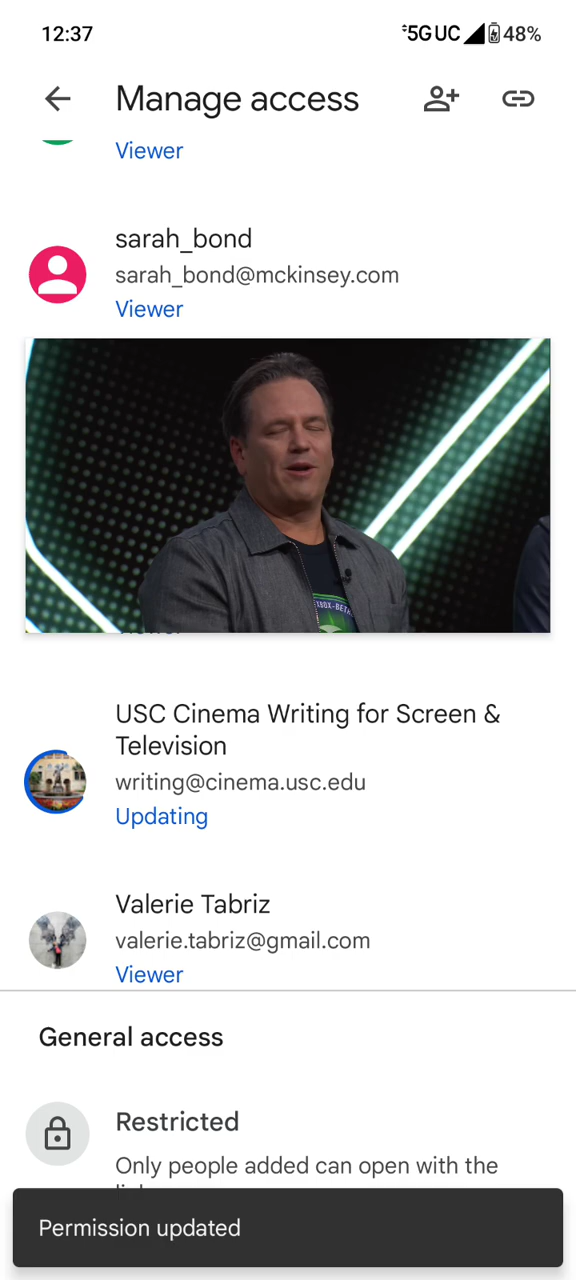 12:37
5G UC 48%
Manage access
Viewer
sarah_bond
sarah_bond@mckinsey.com
Viewer
USC Cinema Writing for Screen &
Television
writing@cinema.usc.edu
Updating
Valerie Tabriz
valerie.tabriz@gmail.com
Viewer
General access
Restricted
Only people added can open with the
Permission updated